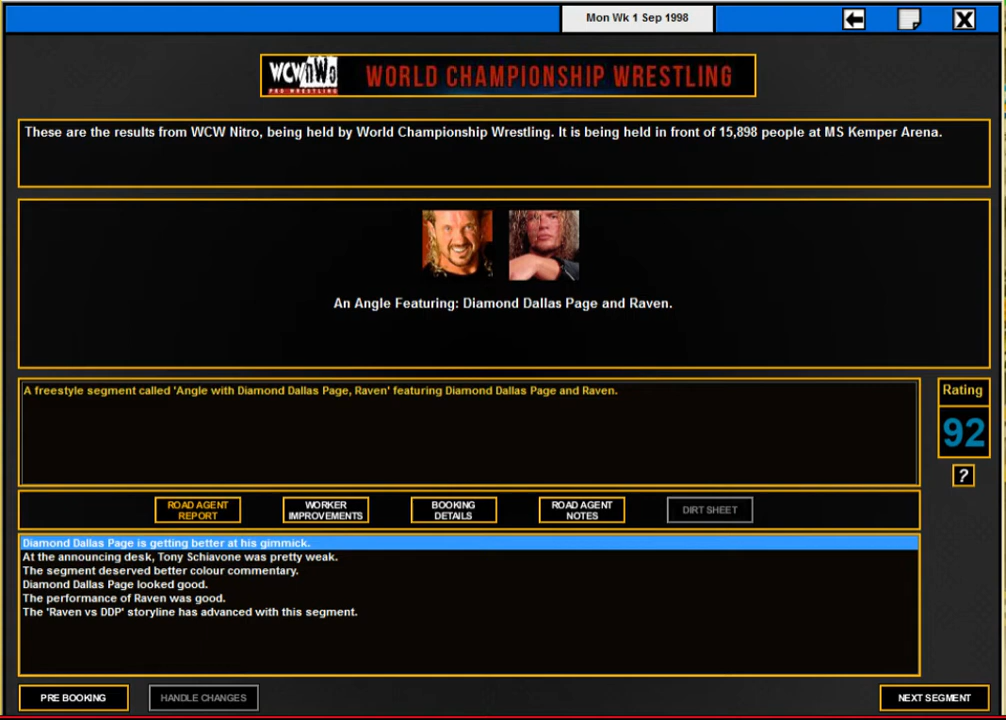 Mon Wk 1 Sep 1998
WCW nWo
PRO WRESTLING
WORLD CHAMPIONSHIP WRESTLING
These are the results from WCW Nitro, being held by World Championship Wrestling. It is being held in front of 15,898 people at MS Kemper Arena.
An Angle Featuring: Diamond Dallas Page and Raven.
A freestyle segment called 'Angle with Diamond Dallas Page, Raven' featuring Diamond Dallas Page and Raven.
Rating
92
?
ROAD AGENT
REPORT
WORKER
IMPROVEMENTS
BOOKING
DETAILS
ROAD AGENT
NOTES
DIRT SHEET
Diamond Dallas Page is getting better at his gimmick.
At the announcing desk, Tony Schiavone was pretty weak.
The segment deserved better colour commentary.
Diamond Dallas Page looked good.
The performance of Raven was good.
The 'Raven vs DDP' storyline has advanced with this segment.
PRE BOOKING
HANDLE CHANGES
NEXT SEGMENT